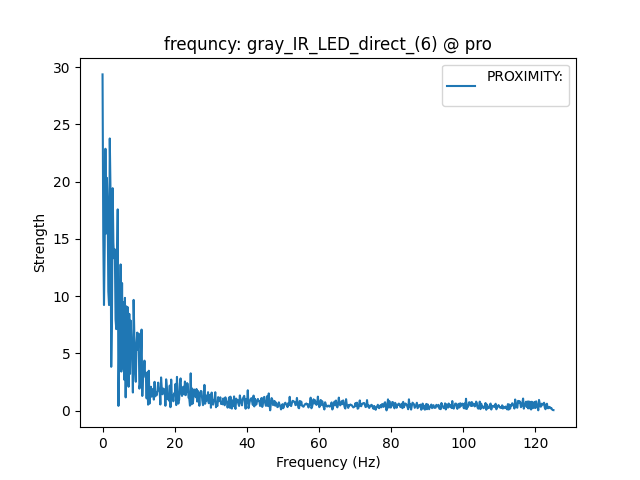 frequncy: gray_IR_LED_direct_(6) @ pro
PROXIMITY:
30
25
20
15
10
5
0
Strength
0 20 40 60 80 100 120
Frequency (Hz)